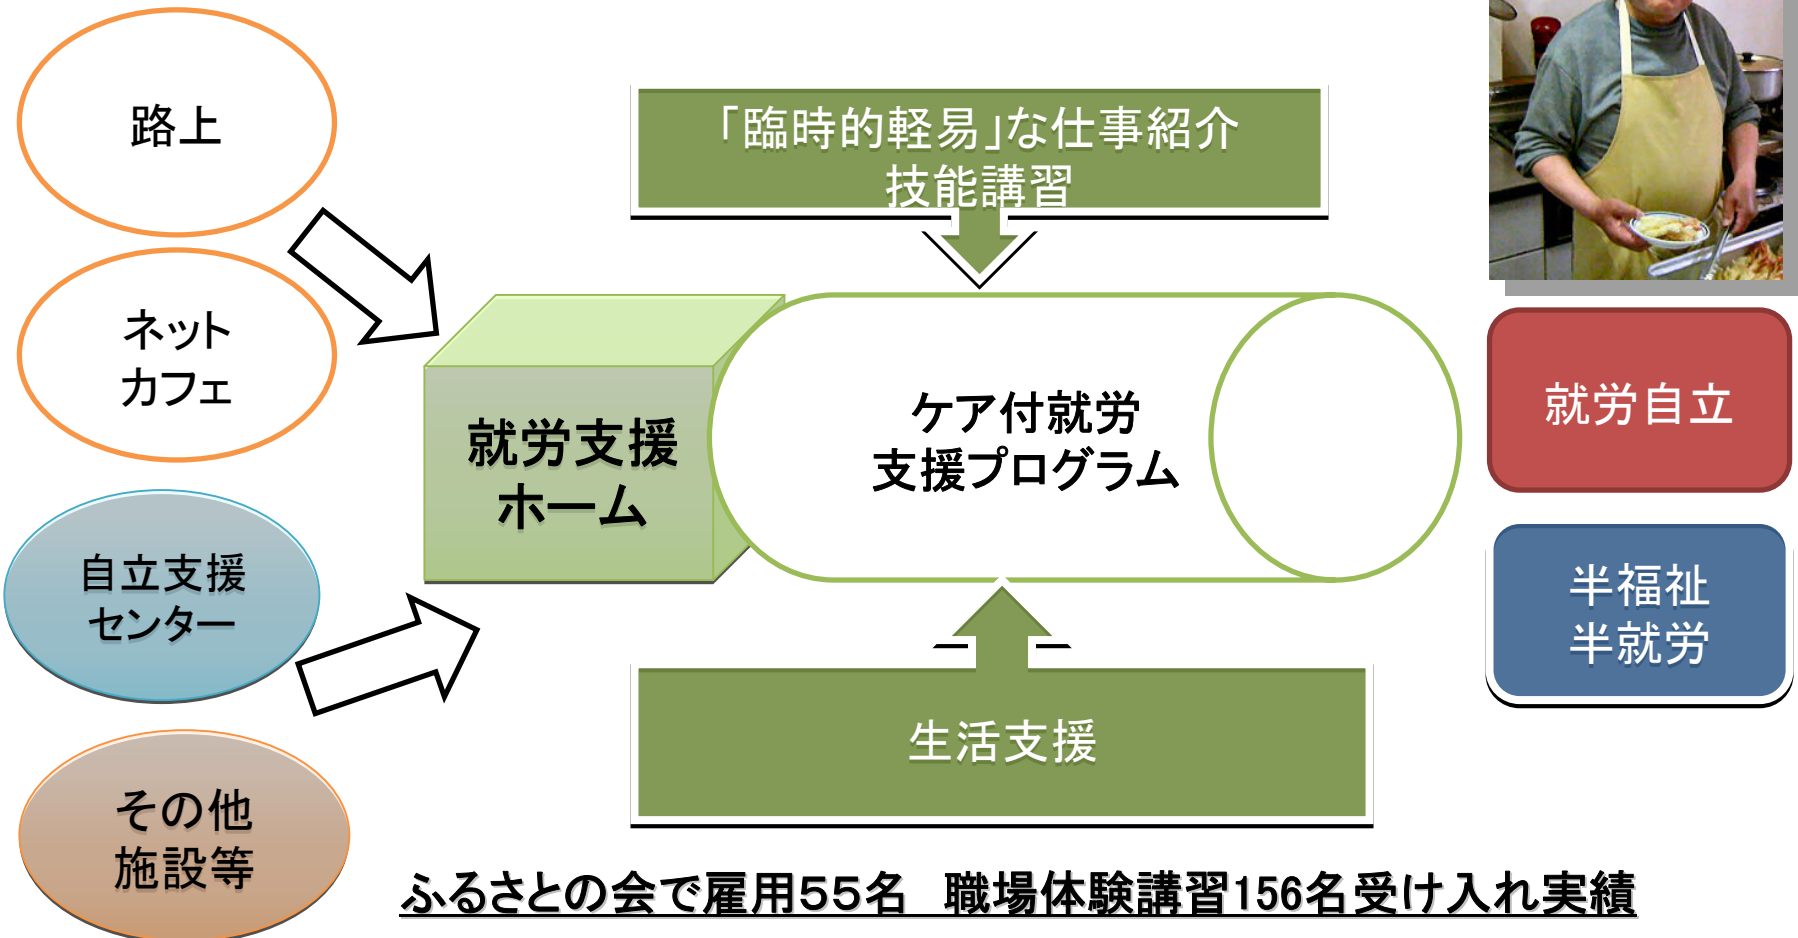 路上
ネット
カフェ
自立支援
センター
その他
施設等
「臨時的軽易」な仕事紹介
技能講習
就労支援
ホーム
ケア付就労
支援プログラム
生活支援
就労自立
半福祉
半就労
ふるさとの会で雇用５５名　職場体験講習156名受け入れ実績